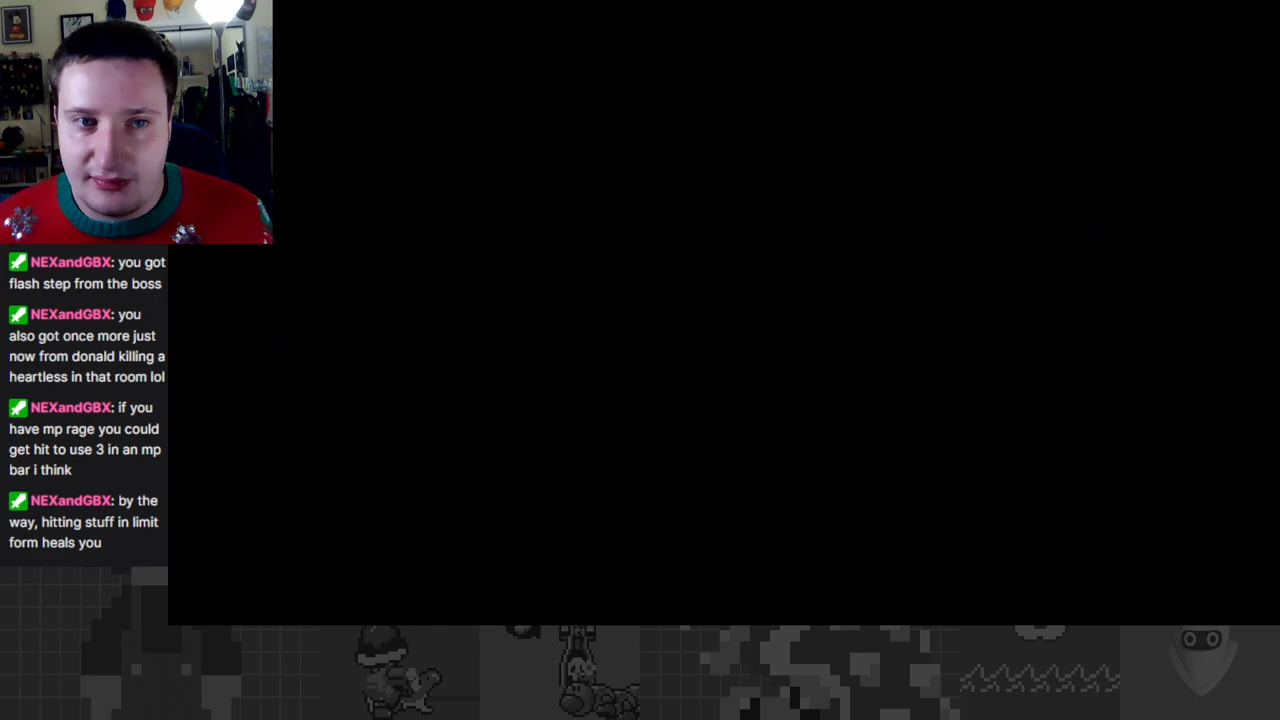 NEXandGBX: you got
flash step from the boss
NEXandGBX: you
also got once more just
now from donald killing a
heartless in that room lol
NEXandGBX: if you
have mp rage you could
get hit to use 3 in an mp
bar i think
NEXandGBX: by the
way, hitting stuff in limit
form heals you